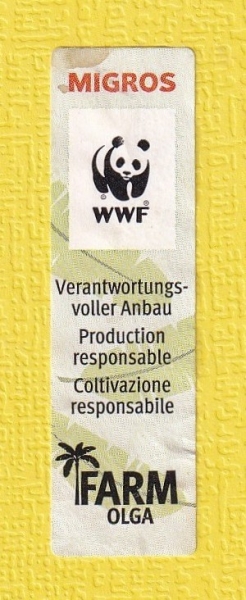 MIGROS
WWF
Verantwortungs-
voller Anbau
Production
responsable
Coltivazione
responsabile
FARM
OLGA